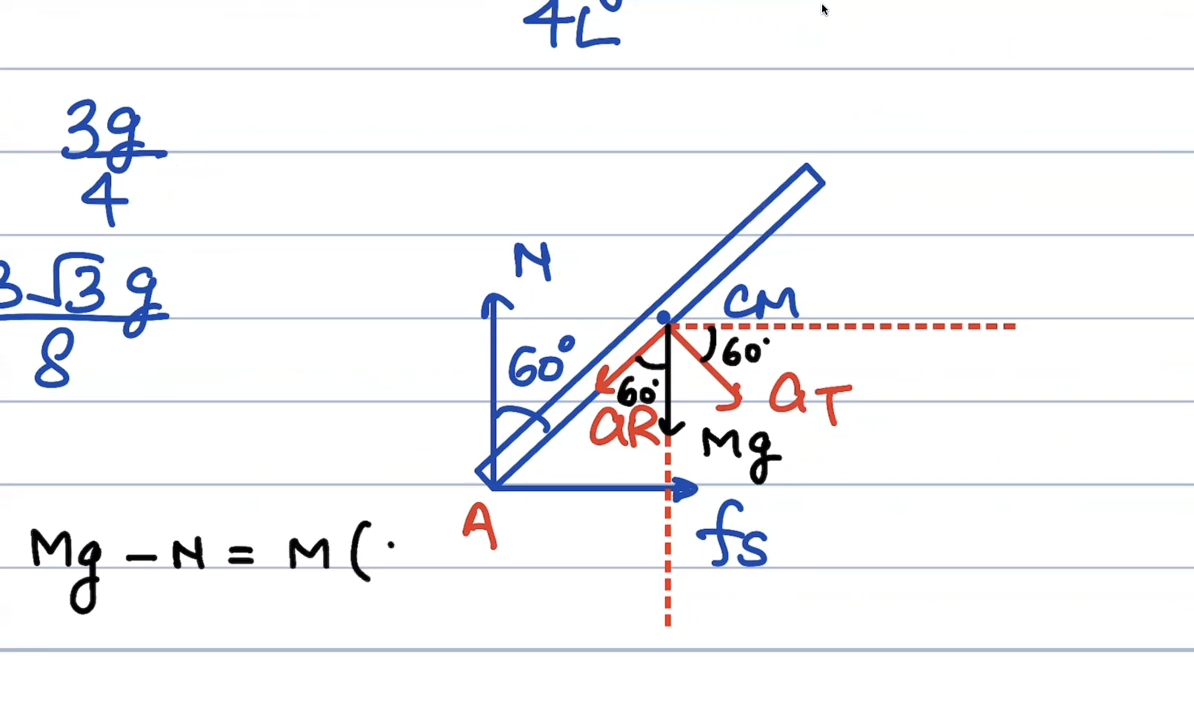 4L
3g
4
3√3 g
8
N
60°
CM
60°
60°
aR
aT
Mg
A
fs
Mg - N = M(.